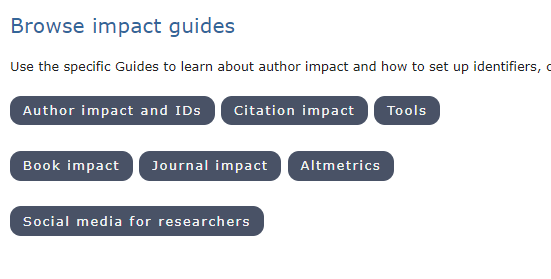 Browse impact guides
Use the specific Guides to learn about author impact and how to set up identifiers,
Author impact and IDs Citation impact Tools
Book impact Journal impact Altmetrics
Social media for researchers